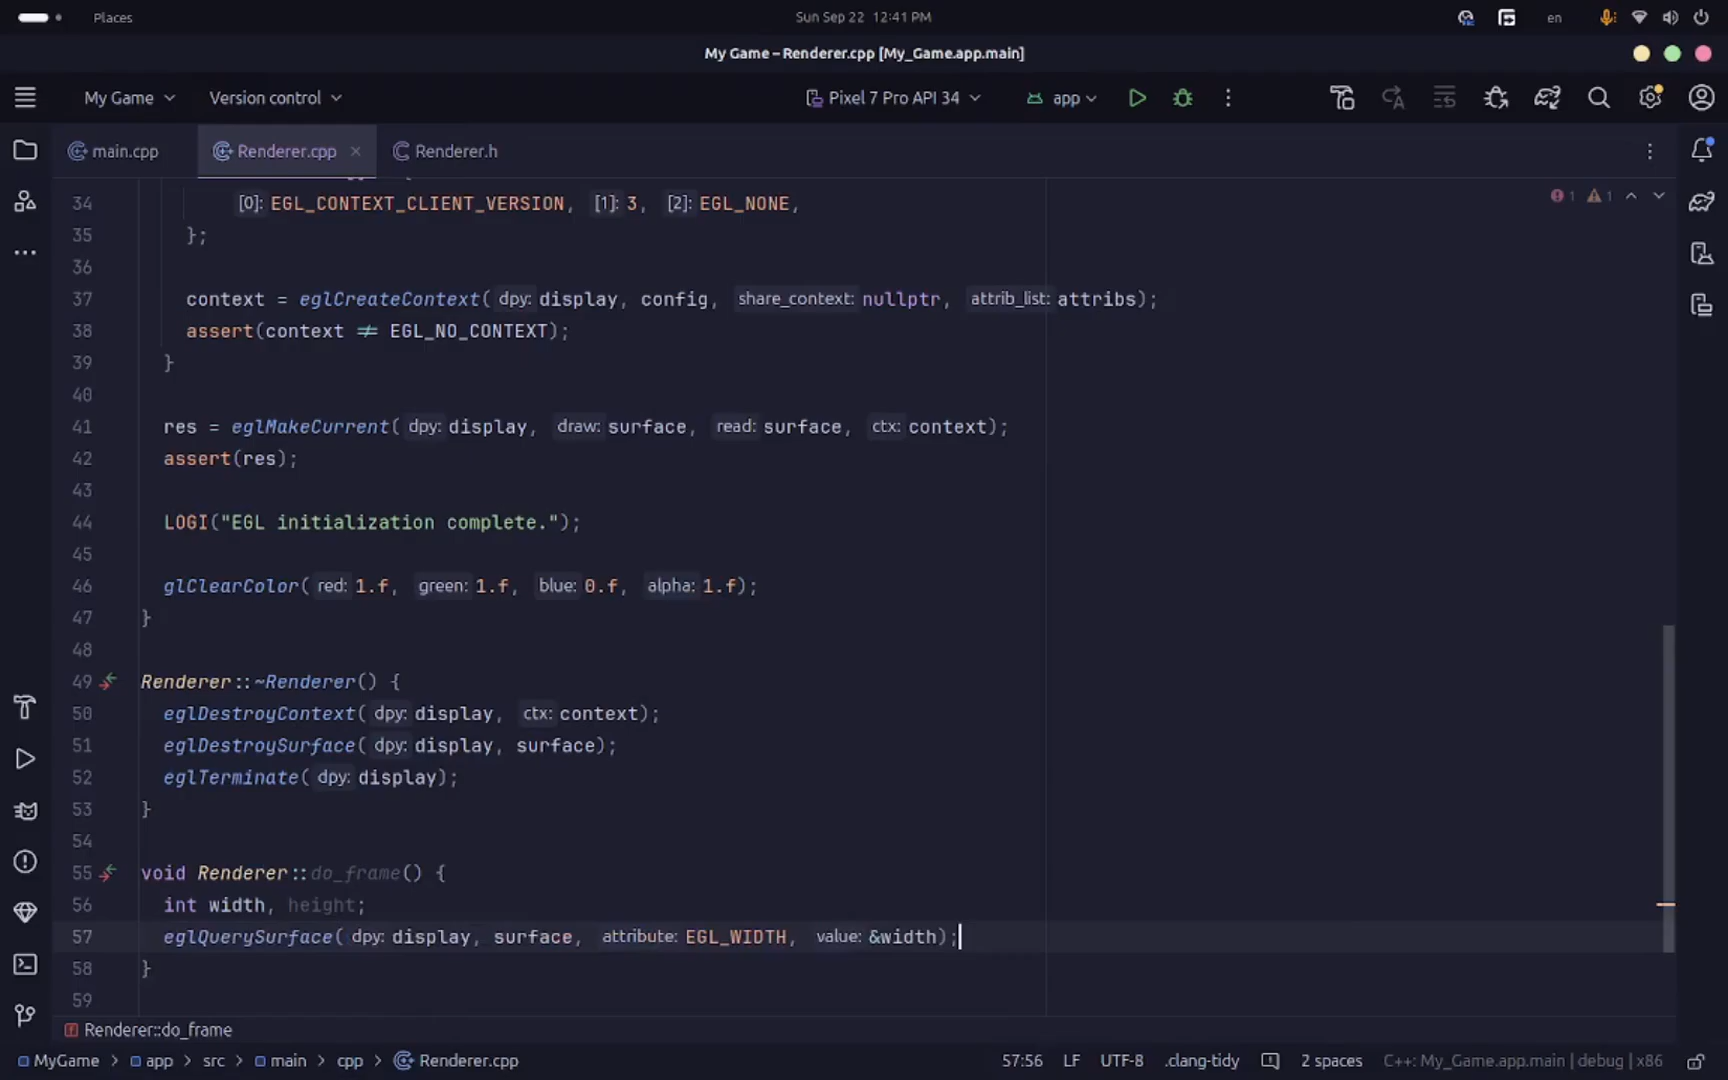 Places
Sun Sep 22 12:41 PM
en
My Game – Renderer.cpp [My_Game.app.main]
My Game
Version control
Pixel 7 Pro API 34
app
main.cpp
Renderer.cpp
Renderer.h
1
1
34 [0]: EGL_CONTEXT_CLIENT_VERSION, [1]: 3, [2]: EGL_NONE,
35 };
36
37 context = eglCreateContext( dpy: display, config, share_context: nullptr, attrib_list: attribs);
38 assert(context ≠ EGL_NO_CONTEXT);
39 }
40
41 res = eglMakeCurrent( dpy: display, draw: surface, read: surface, ctx: context);
42 assert(res);
43
44 LOGI("EGL initialization complete.");
45
46 glClearColor( red: 1.f, green: 1.f, blue: 0.f, alpha: 1.f);
47 }
48
49 Renderer::~Renderer() {
50 eglDestroyContext( dpy: display, ctx: context);
51 eglDestroySurface( dpy: display, surface);
52 eglTerminate( dpy: display);
53 }
54
55 void Renderer::do_frame() {
56 int width, height;
57 eglQuerySurface( dpy: display, surface, attribute: EGL_WIDTH, value: &width);
58 }
59
Renderer::do_frame
MyGame > app > src > main > cpp > Renderer.cpp
57:56 LF UTF-8 .clang-tidy 2 spaces C++: My_Game.app.main | debug | x86